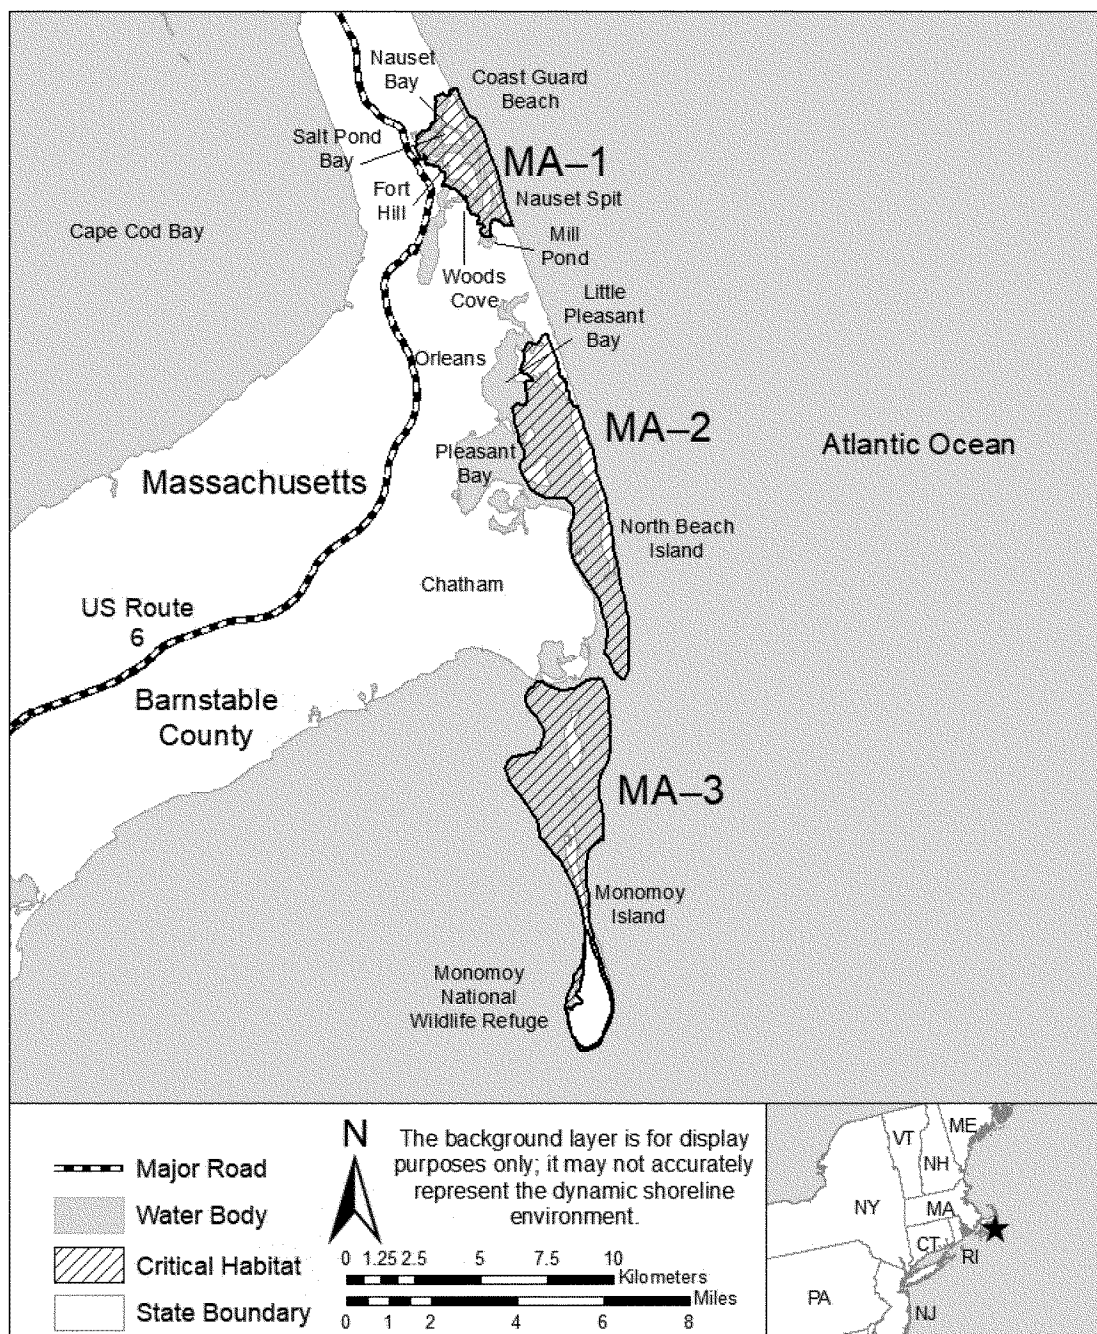 Nauset
Bay
Coast Guard
Beach
Salt Pond
Bay
MA–1
Fort
Hill
Nauset Spit
Cape Cod Bay
Mill
Pond
Woods
Cove
Little
Pleasant
Bay
Orleans
MA–2
Atlantic Ocean
Pleasant
Bay
Massachusetts
North Beach
Island
Chatham
US Route
6
Barnstable
County
MA–3
Monomoy
Island
Monomoy
National
Wildlife Refuge
Major Road
Water Body
Critical Habitat
State Boundary
N
The background layer is for display
purposes only; it may not accurately
represent the dynamic shoreline
environment.
0 1.25 2.5 5 7.5 10
Kilometers
Miles
0 1 2 4 6 8
VT
ME
NH
NY
MA
CT
RI
PA
NJ